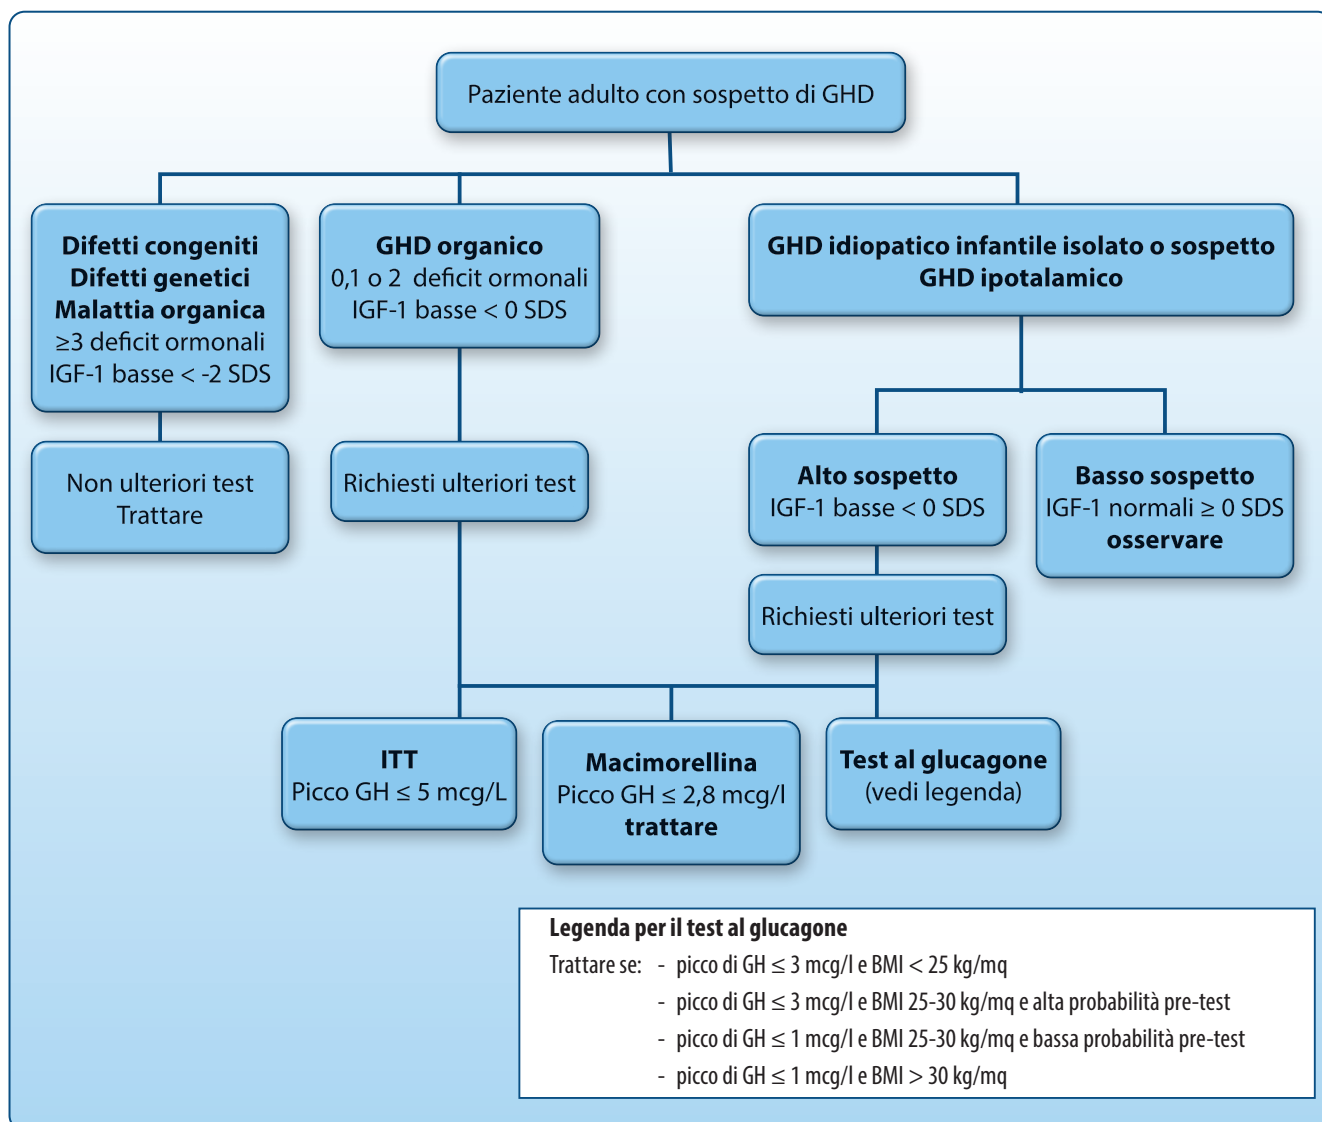 Paziente adulto con sospetto di GHD
Difetti congeniti
Difetti genetici
Malattia organica
≥3 deficit ormonali
IGF-1 basse < -2 SDS
GHD organico
0,1 o 2 deficit ormonali
IGF-1 basse < 0 SDS
GHD idiopatico infantile isolato o sospetto
GHD ipotalamico
Non ulteriori test
Trattare
Richiesti ulteriori test
Alto sospetto
IGF-1 basse < 0 SDS
Basso sospetto
IGF-1 normali ≥ 0 SDS
osservare
Richiesti ulteriori test
ITT
Picco GH ≤ 5 mcg/L
Macimorellina
Picco GH ≤ 2,8 mcg/l
trattare
Test al glucagone
(vedi legenda)
Legenda per il test al glucagone
Trattare se: - picco di GH ≤ 3 mcg/l e BMI < 25 kg/mq
- picco di GH ≤ 3 mcg/l e BMI 25-30 kg/mq e alta probabilità pre-test
- picco di GH ≤ 1 mcg/l e BMI 25-30 kg/mq e bassa probabilità pre-test
- picco di GH ≤ 1 mcg/l e BMI > 30 kg/mq